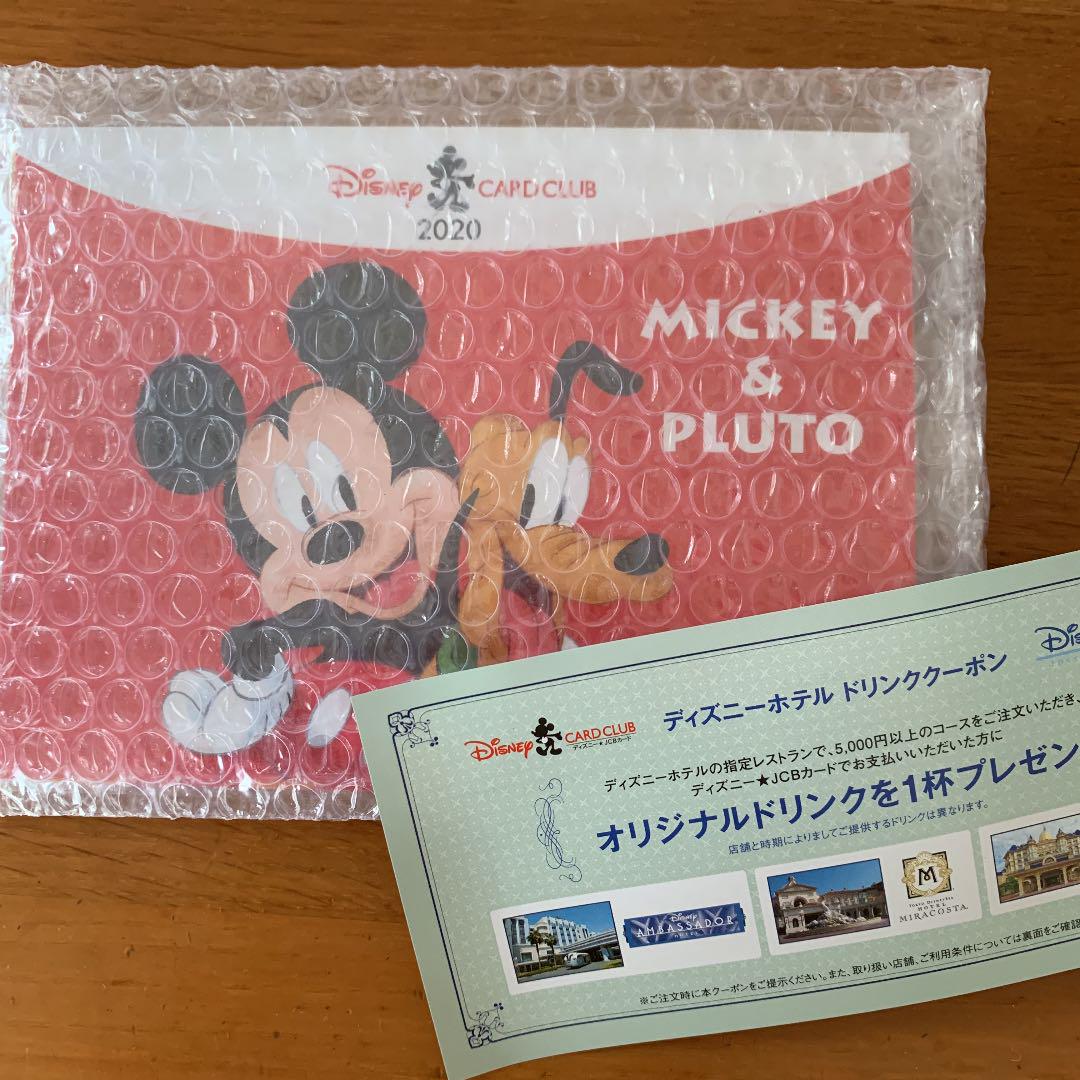 Disney CARD CLUB
2020
MICKEY
&
PLUTO
Disney CARD CLUB
ディズニー★JCBカード
ディズニーホテル ドリンククーポン
ディズニーホテルの指定レストランで、5,000円以上のコースをご注文いただき、
ディズニー★JCBカードでお支払いいただいた方に
オリジナルドリンクを1杯プレゼン
店舗と時期によりましてご提供するドリンクは異なります。
Disney
AMBASSADOR
HOTEL
M
TOKYO DISNEYSEA
HOTEL
MIRACOSTA
※ご注文時に本クーポンをご提示ください。また、取り扱い店舗、ご利用条件については裏面をご確認